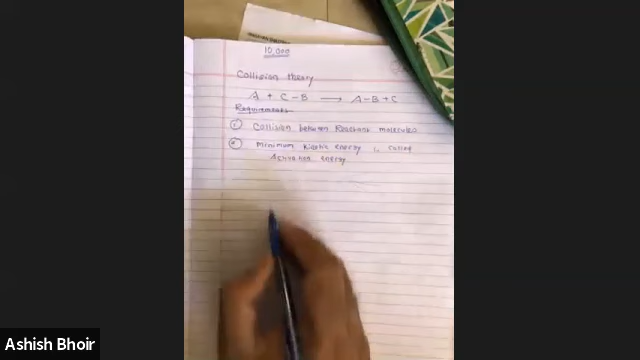 10,000
Collision theory
A + C – B ⟶ A – B + C
Requirements
① Collision between Reactant molecules
② Minimum Kinetic energy is called
Activation energy
Ashish Bhoir